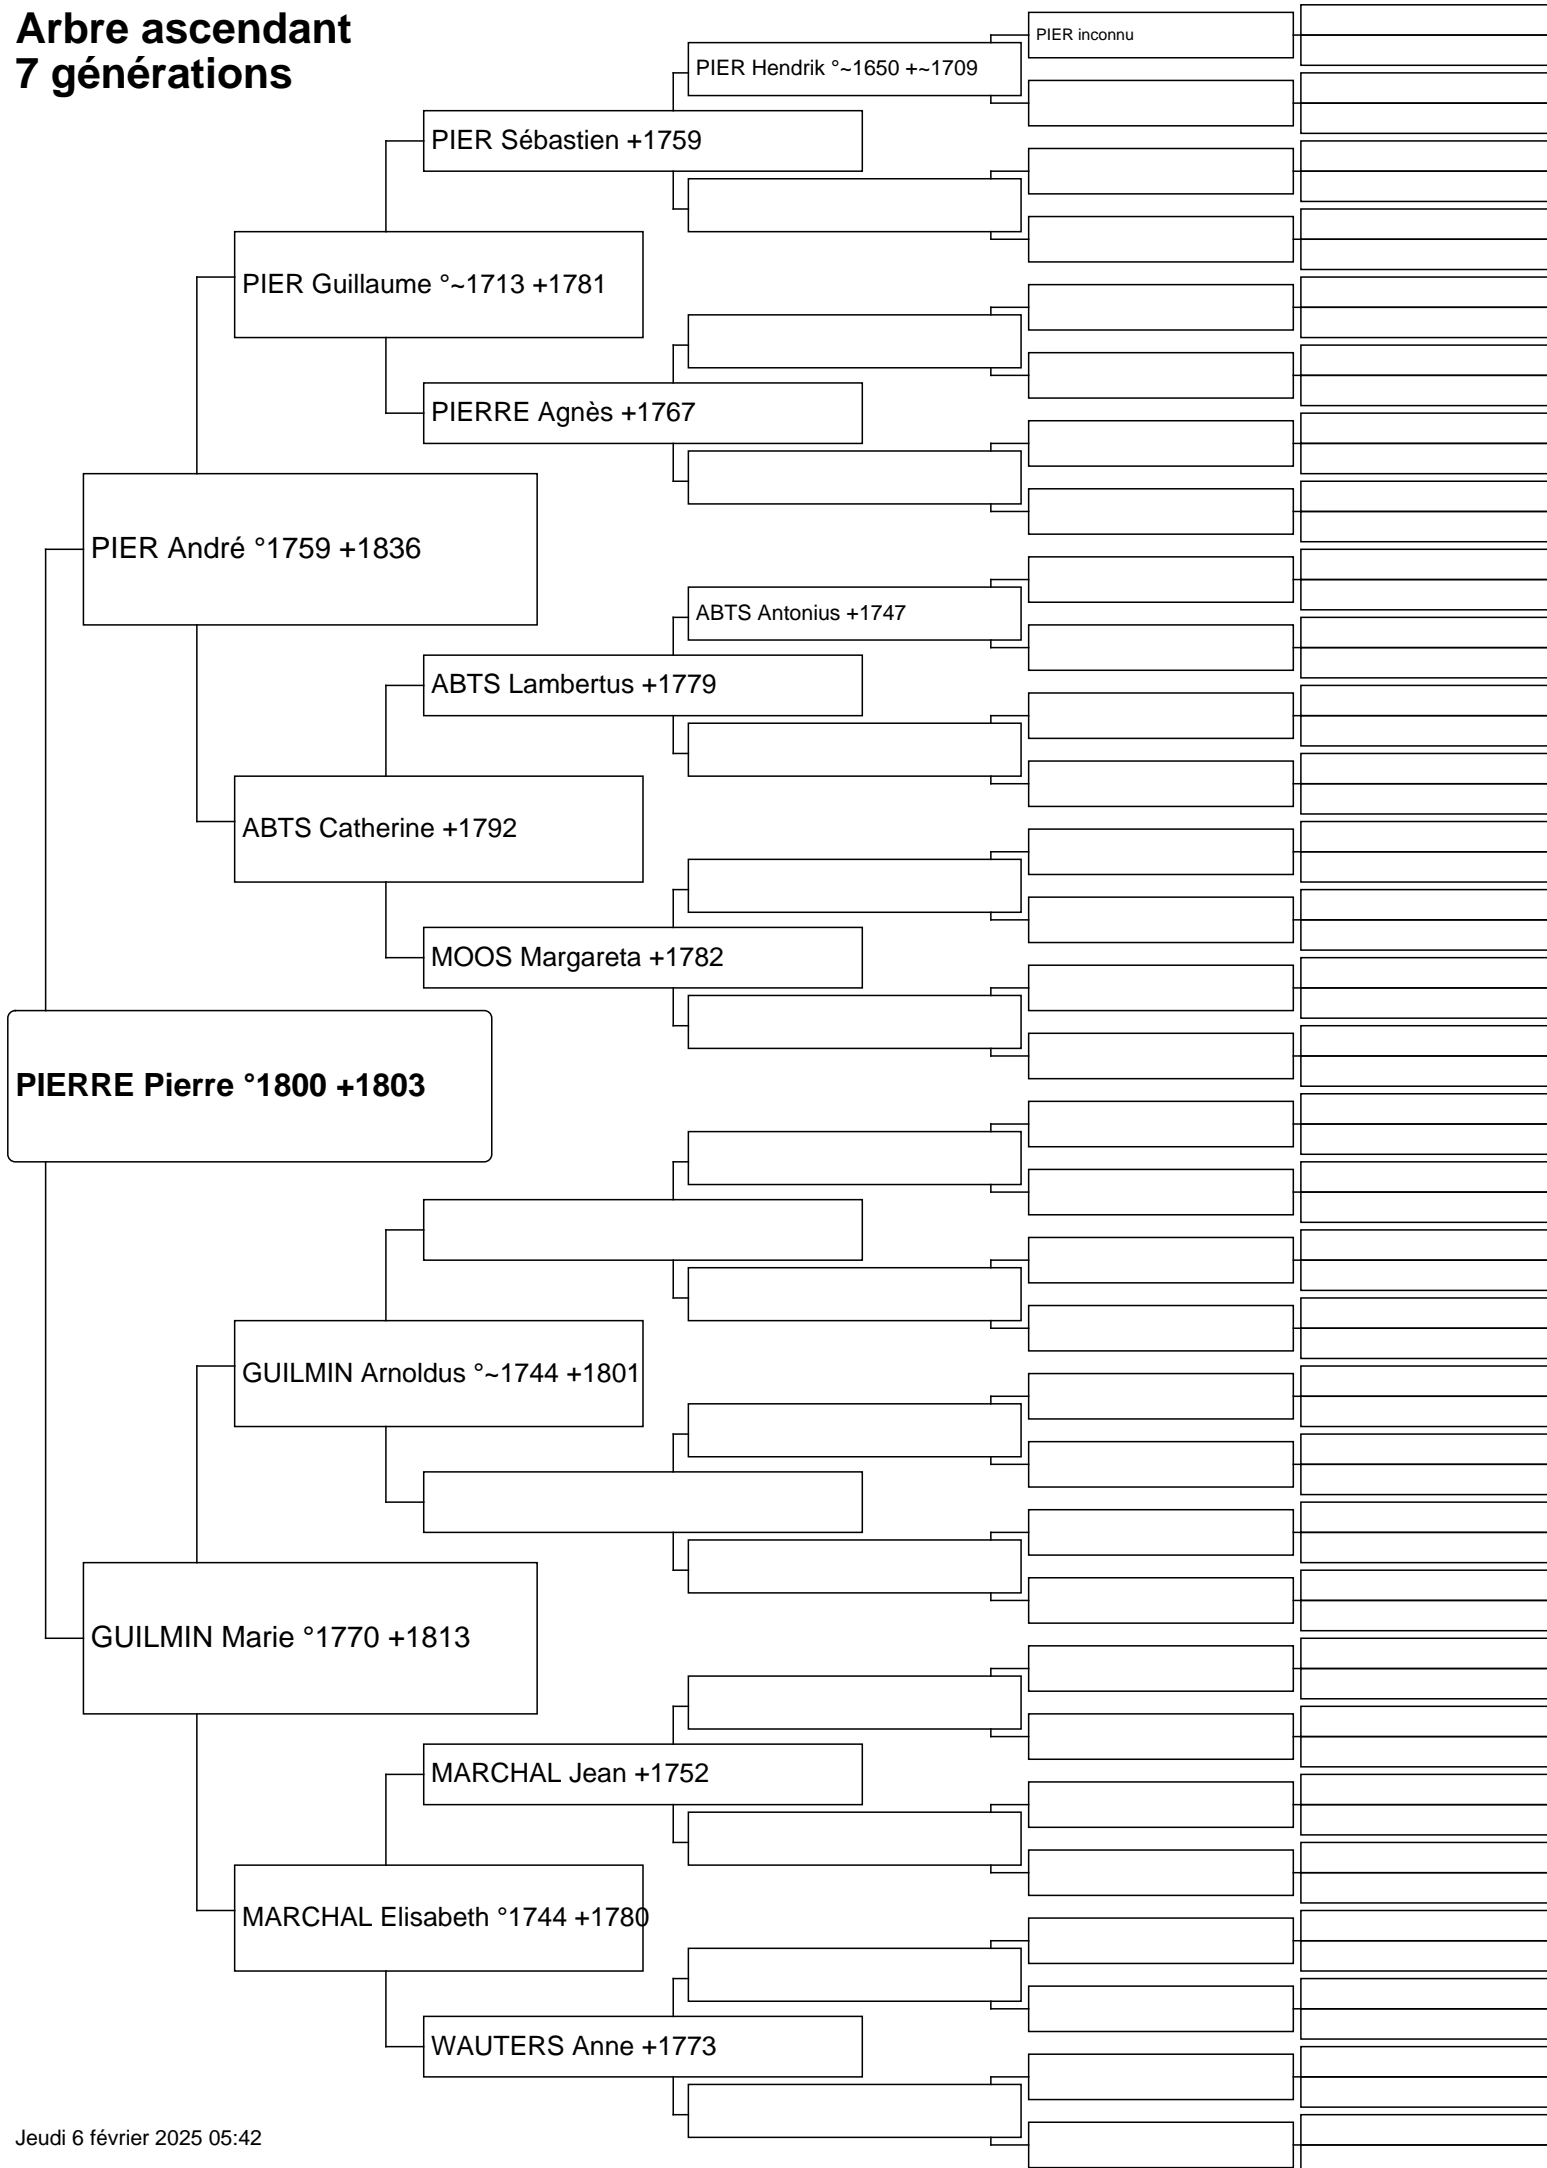 Arbre ascendant
7 générations
PIER inconnu
PIER Hendrik °~1650 +~1709
PIER Sébastien +1759
PIER Guillaume °~1713 +1781
PIERRE Agnès +1767
PIER André °1759 +1836
ABTS Antonius +1747
ABTS Lambertus +1779
ABTS Catherine +1792
MOOS Margareta +1782
PIERRE Pierre °1800 +1803
GUILMIN Arnoldus °~1744 +1801
GUILMIN Marie °1770 +1813
MARCHAL Jean +1752
MARCHAL Elisabeth °1744 +1780
WAUTERS Anne +1773
Jeudi 6 février 2025 05:42